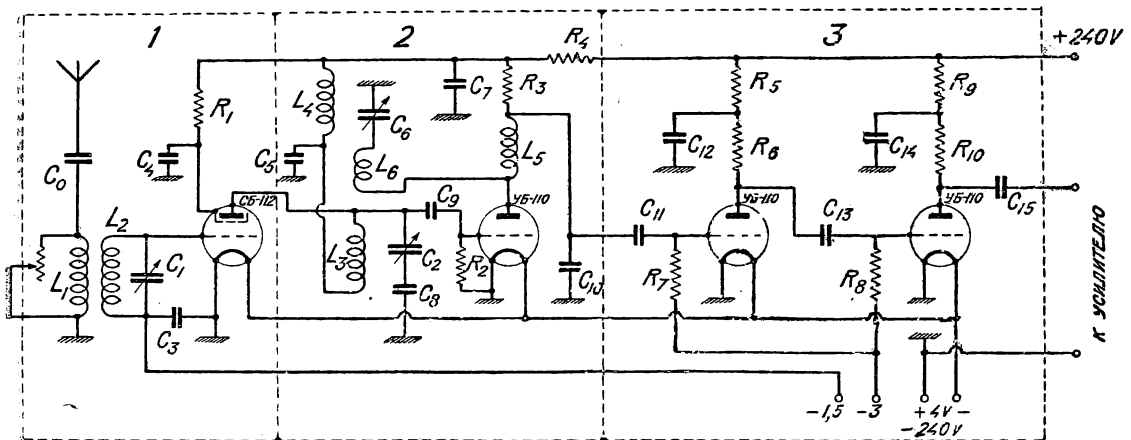 1
2
3
+240V
C0
L1
L2
C1
C3
C4
R1
СБ-112
L4
C5
L3
C6
L6
C7
R3
L5
R4
C9
C2
C8
R2
УБ-110
C10
C11
R7
R5
C12
R6
УБ-110
C13
R8
R9
C14
R10
УБ-110
C15
К УСИЛИТЕЛЮ
-1,5
-3
+4V-
-240V